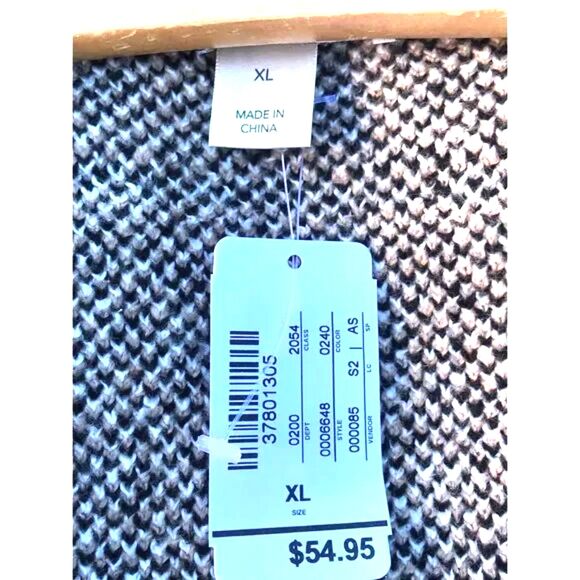 XL
MADE IN
CHINA
37801305
0200 2054
DEPT CLASS
0006648 0240
STYLE COLOR
000085 S2 | AS
VENDOR LC SP
XL
SIZE
$54.95